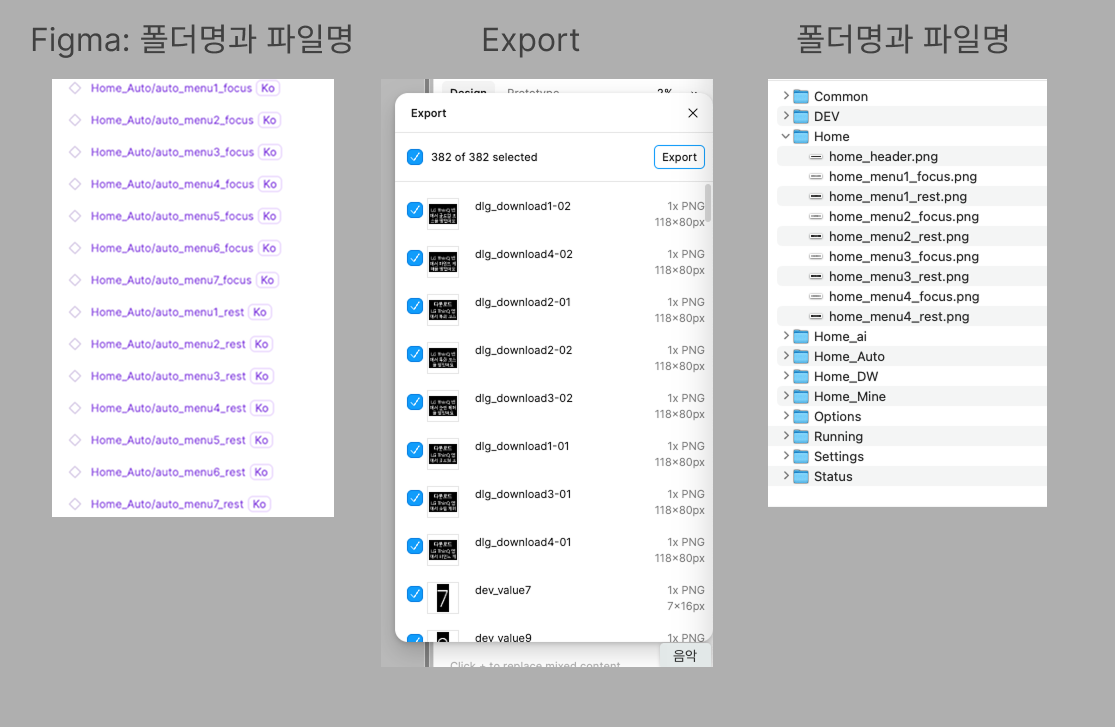 Figma: 폴더명과 파일명
Export
폴더명과 파일명
Home_Auto/auto_menu1_focus Ko
Home_Auto/auto_menu2_focus Ko
Home_Auto/auto_menu3_focus Ko
Home_Auto/auto_menu4_focus Ko
Home_Auto/auto_menu5_focus Ko
Home_Auto/auto_menu6_focus Ko
Home_Auto/auto_menu7_focus Ko
Home_Auto/auto_menu1_rest Ko
Home_Auto/auto_menu2_rest Ko
Home_Auto/auto_menu3_rest Ko
Home_Auto/auto_menu4_rest Ko
Home_Auto/auto_menu5_rest Ko
Home_Auto/auto_menu6_rest Ko
Home_Auto/auto_menu7_rest Ko
Design Prototype 2%
Export
382 of 382 selected Export
dlg_download1-02 1x PNG
118×80px
dlg_download4-02 1x PNG
118×80px
dlg_download2-01 1x PNG
118×80px
dlg_download2-02 1x PNG
118×80px
dlg_download3-02 1x PNG
118×80px
dlg_download1-01 1x PNG
118×80px
dlg_download3-01 1x PNG
118×80px
dlg_download4-01 1x PNG
118×80px
7 dev_value7 1x PNG
7×16px
dev_value9 1x PNG
Click + to replace mixed content
음악
Common
DEV
Home
home_header.png
home_menu1_focus.png
home_menu1_rest.png
home_menu2_focus.png
home_menu2_rest.png
home_menu3_focus.png
home_menu3_rest.png
home_menu4_focus.png
home_menu4_rest.png
Home_ai
Home_Auto
Home_DW
Home_Mine
Options
Running
Settings
Status